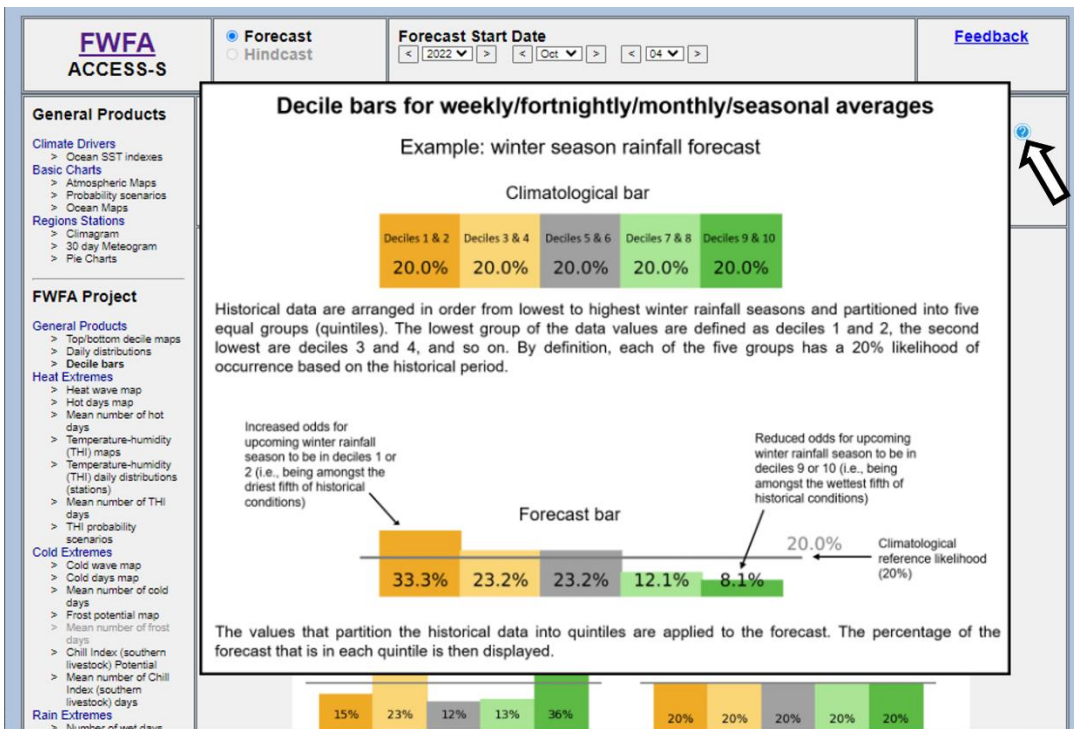 FWFA
ACCESS-S
Forecast
Hindcast
Forecast Start Date
< 2022 > < Oct > < 04 >
Feedback
General Products
Climate Drivers
> Ocean SST indexes
Basic Charts
> Atmospheric Maps
> Probability scenarios
> Ocean Maps
Regions Stations
> Climagram
> 30 day Meteogram
> Pie Charts
FWFA Project
General Products
> Top/bottom decile maps
> Daily distributions
> Decile bars
Heat Extremes
> Heat wave map
> Hot days map
> Mean number of hot
days
> Temperature-humidity
(THI) maps
> Temperature-humidity
(THI) daily distributions
(stations)
> Mean number of THI
days
> THI probability
scenarios
Cold Extremes
> Cold wave map
> Cold days map
> Mean number of cold
days
> Frost potential map
> Mean number of frost
days
> Chill Index (southern
livestock) Potential
> Mean number of Chill
Index (southern
livestock) days
Rain Extremes
> Number of wet days
Decile bars for weekly/fortnightly/monthly/seasonal averages
Example: winter season rainfall forecast
Climatological bar
Deciles 1 & 2 Deciles 3 & 4 Deciles 5 & 6 Deciles 7 & 8 Deciles 9 & 10
20.0% 20.0% 20.0% 20.0% 20.0%
Historical data are arranged in order from lowest to highest winter rainfall seasons and partitioned into five
equal groups (quintiles). The lowest group of the data values are defined as deciles 1 and 2, the second
lowest are deciles 3 and 4, and so on. By definition, each of the five groups has a 20% likelihood of
occurrence based on the historical period.
Increased odds for
upcoming winter rainfall
season to be in deciles 1 or
2 (i.e., being amongst the
driest fifth of historical
conditions)
Reduced odds for upcoming
winter rainfall season to be in
deciles 9 or 10 (i.e., being
amongst the wettest fifth of
historical conditions)
Forecast bar
20.0%
Climatological
reference likelihood
(20%)
33.3% 23.2% 23.2% 12.1% 8.1%
The values that partition the historical data into quintiles are applied to the forecast. The percentage of the
forecast that is in each quintile is then displayed.
15% 23% 12% 13% 36%
20% 20% 20% 20% 20%
?